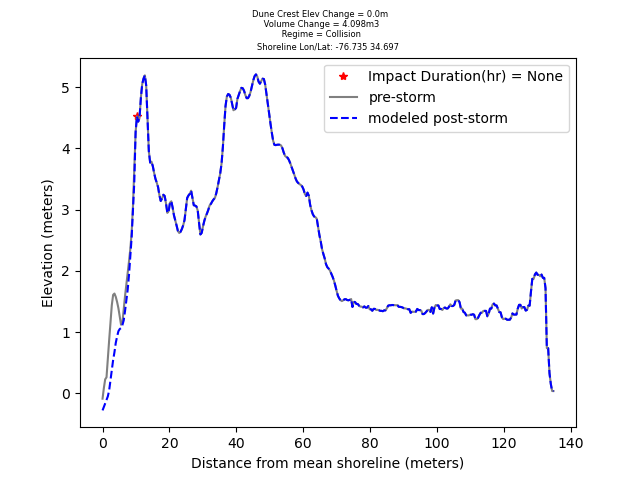 Dune Crest Elev Change = 0.0m
Volume Change = 4.098m3
Regime = Collision
Shoreline Lon/Lat: -76.735 34.697
Impact Duration(hr) = None
pre-storm
modeled post-storm
Elevation (meters)
5
4
3
2
1
0
0 20 40 60 80 100 120 140
Distance from mean shoreline (meters)